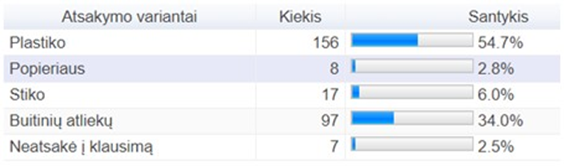 Atsakymo variantai Kiekis Santykis
Plastiko 156 54.7%
Popieriaus 8 2.8%
Stiko 17 6.0%
Buitinių atliekų 97 34.0%
Neatsakė į klausimą 7 2.5%